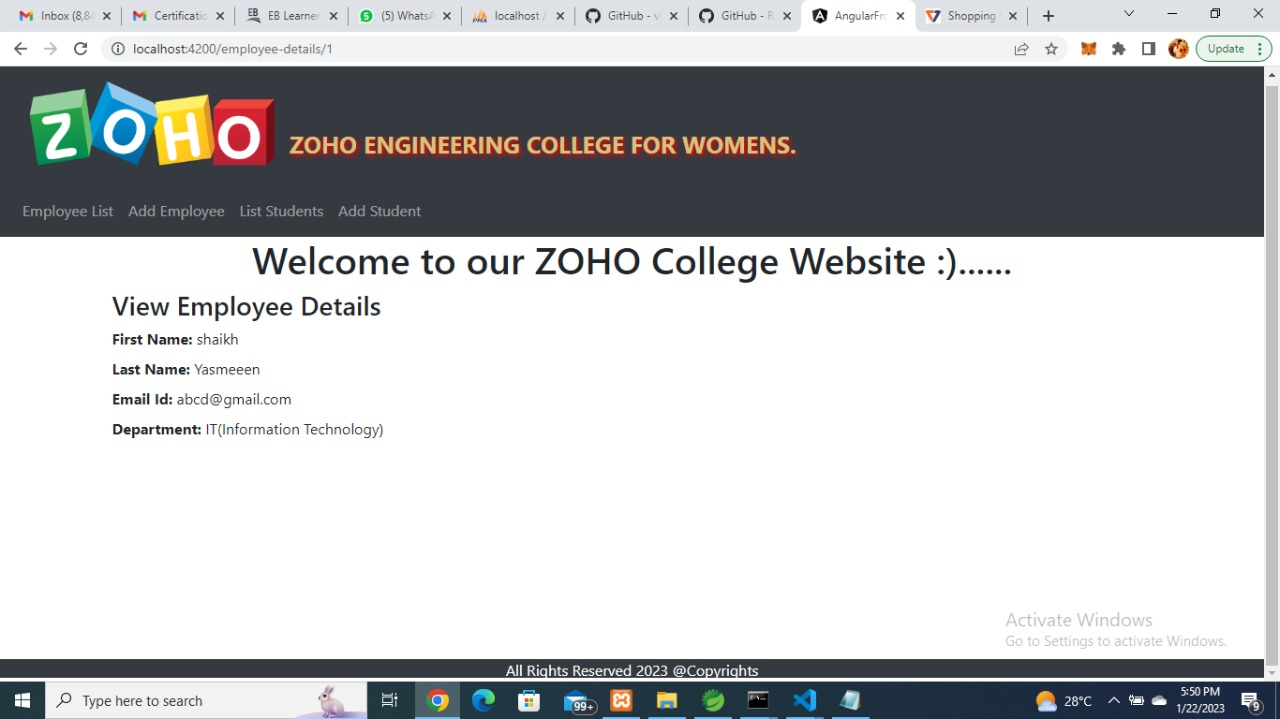 Inbox (8,84
Certificatio
EB Learner
(5) WhatsA
localhost /
GitHub - v
GitHub - R
AngularFro
Shopping
localhost:4200/employee-details/1
Update
ZOHO
ZOHO ENGINEERING COLLEGE FOR WOMENS.
Employee List Add Employee List Students Add Student
Welcome to our ZOHO College Website :)......
View Employee Details
First Name: shaikh
Last Name: Yasmeeen
Email Id: abcd@gmail.com
Department: IT(Information Technology)
Activate Windows
Go to Settings to activate Windows.
All Rights Reserved 2023 @Copyrights
Type here to search
99+
28°C
5:50 PM
1/22/2023
9